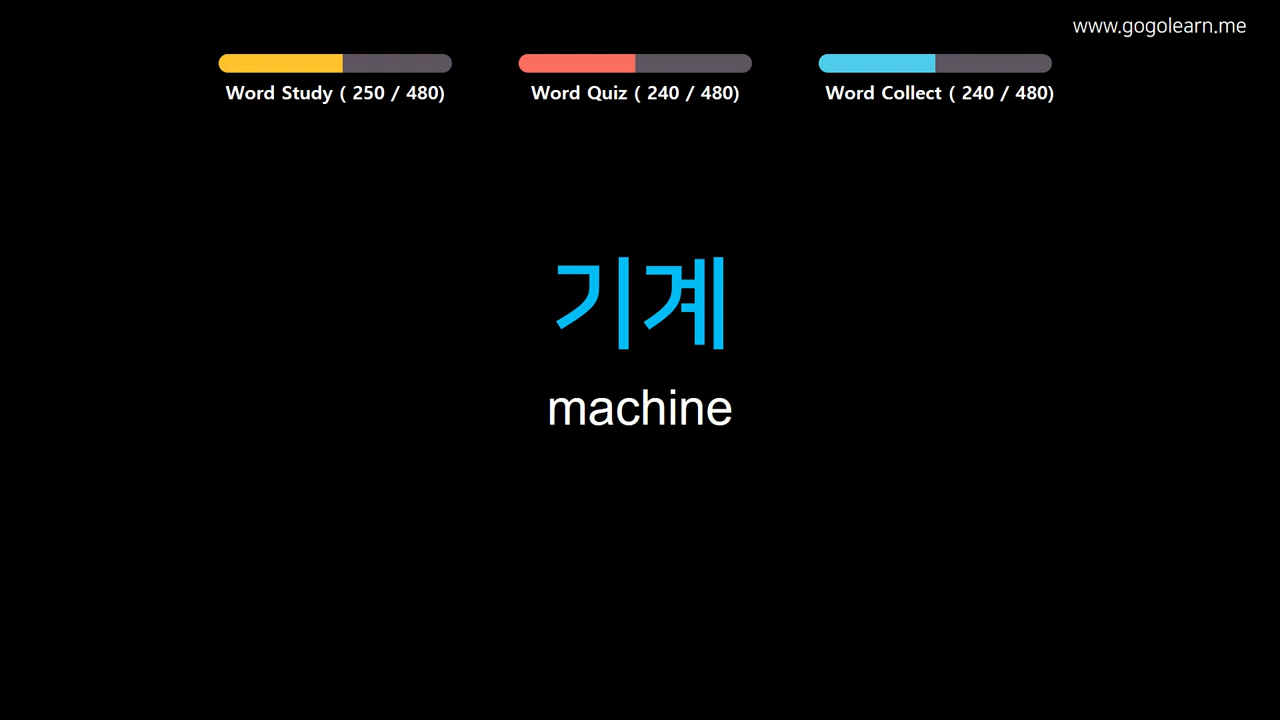 www.gogolearn.me
Word Study ( 250 / 480)
Word Quiz ( 240 / 480)
Word Collect ( 240 / 480)
기계
machine